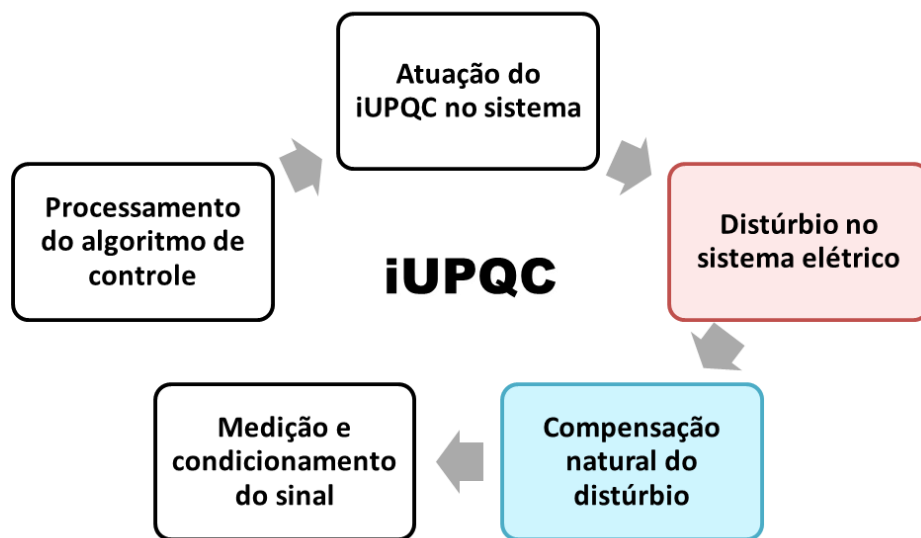 Atuação do
iUPQC no sistema
Processamento
do algoritmo de
controle
iUPQC
Distúrbio no
sistema elétrico
Medição e
condicionamento
do sinal
Compensação
natural do
distúrbio